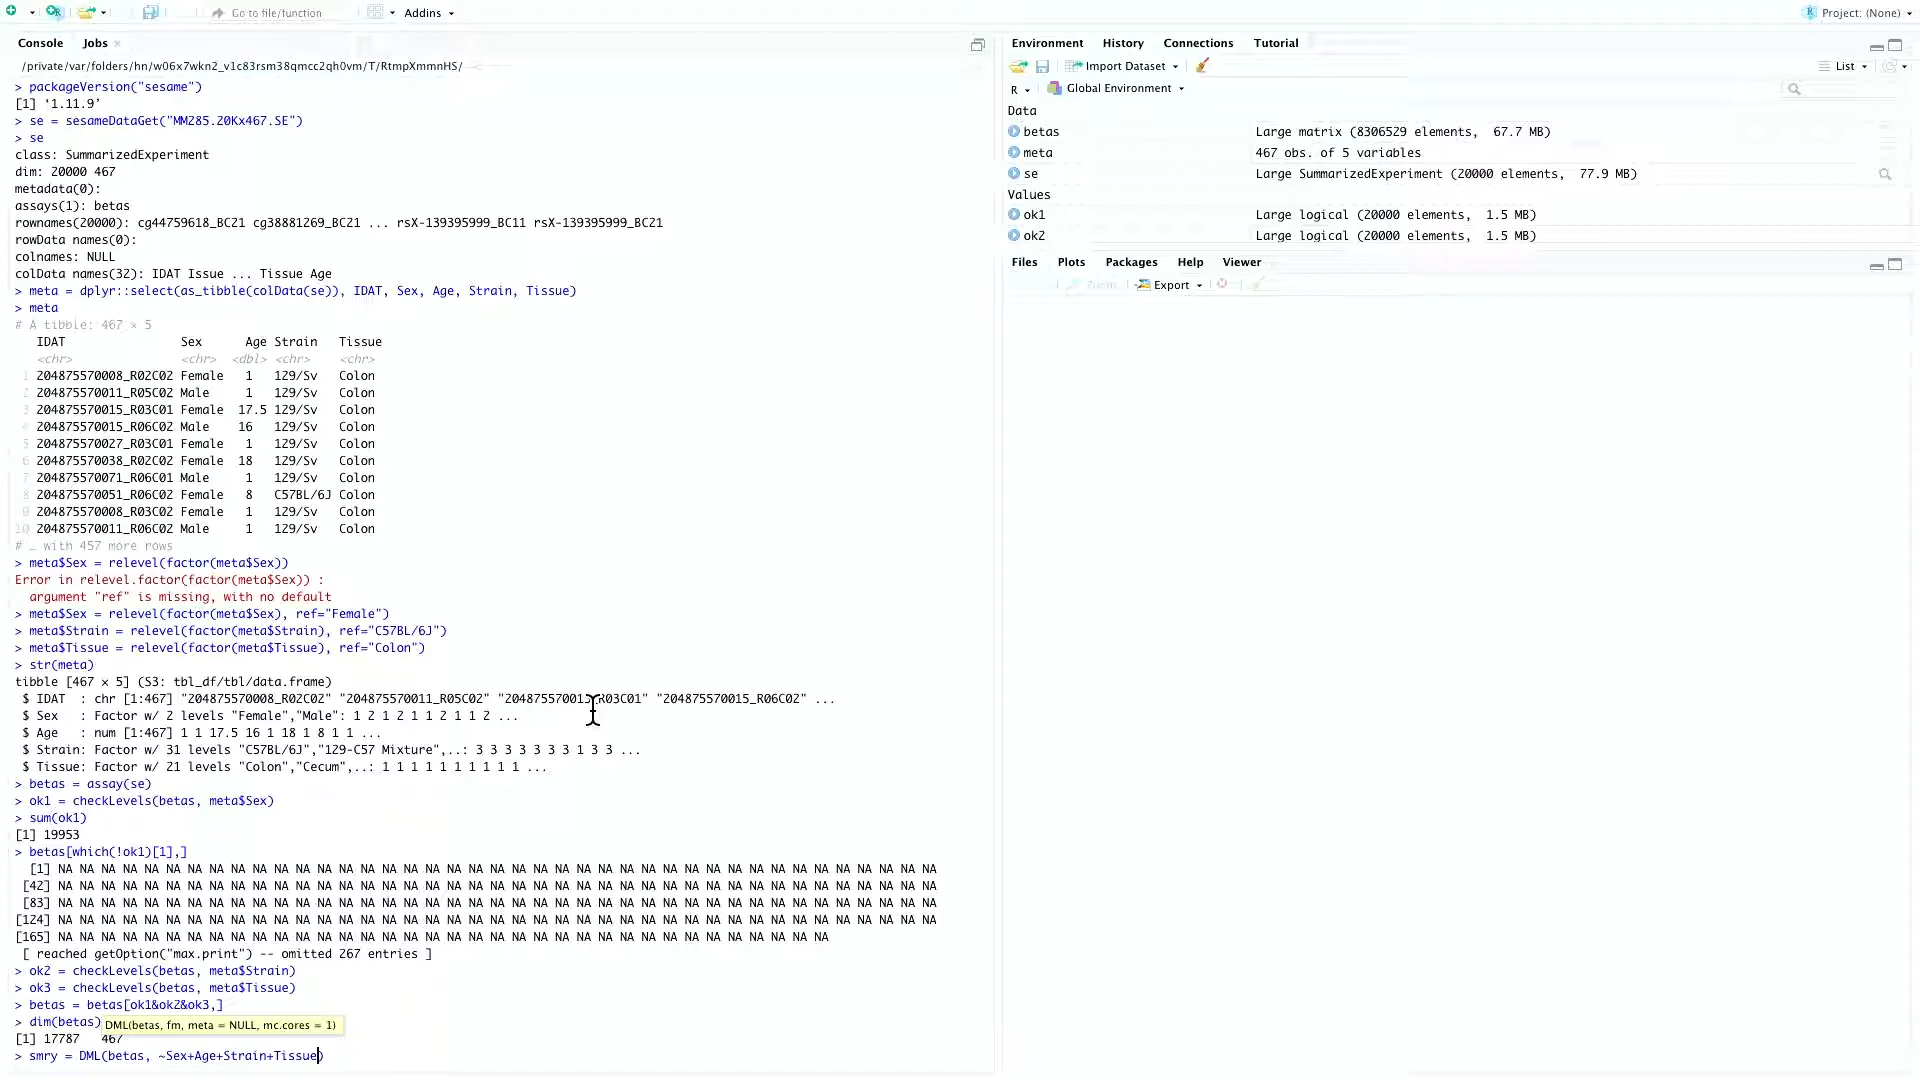 Go to file/function
Addins
Project: (None)
Console Jobs
/private/var/folders/hn/w06x7wkn2_v1c83rsm38qmcc2qh0vm/T/RtmpXmmnHS/
> packageVersion("sesame")
[1] ‘1.11.9’
> se = sesameDataGet("MM285.20Kx467.SE")
> se
class: SummarizedExperiment
dim: 20000 467
metadata(0):
assays(1): betas
rownames(20000): cg44759618_BC21 cg38881269_BC21 ... rsX-139395999_BC11 rsX-139395999_BC21
rowData names(0):
colnames: NULL
colData names(32): IDAT Issue ... Tissue Age
> meta = dplyr::select(as_tibble(colData(se)), IDAT, Sex, Age, Strain, Tissue)
> meta
# A tibble: 467 × 5
IDAT Sex Age Strain Tissue
<chr> <chr> <dbl> <chr> <chr>
1 204875570008_R02C02 Female 1 129/Sv Colon
2 204875570011_R05C02 Male 1 129/Sv Colon
3 204875570015_R03C01 Female 17.5 129/Sv Colon
4 204875570015_R06C02 Male 16 129/Sv Colon
5 204875570027_R03C01 Female 1 129/Sv Colon
6 204875570038_R02C02 Female 18 129/Sv Colon
7 204875570071_R06C01 Male 1 129/Sv Colon
8 204875570051_R06C02 Female 8 C57BL/6J Colon
9 204875570008_R03C02 Female 1 129/Sv Colon
10 204875570011_R06C02 Male 1 129/Sv Colon
# … with 457 more rows
> meta$Sex = relevel(factor(meta$Sex))
Error in relevel.factor(factor(meta$Sex)) :
argument "ref" is missing, with no default
> meta$Sex = relevel(factor(meta$Sex), ref="Female")
> meta$Strain = relevel(factor(meta$Strain), ref="C57BL/6J")
> meta$Tissue = relevel(factor(meta$Tissue), ref="Colon")
> str(meta)
tibble [467 × 5] (S3: tbl_df/tbl/data.frame)
$ IDAT : chr [1:467] "204875570008_R02C02" "204875570011_R05C02" "204875570015_R03C01" "204875570015_R06C02" ...
$ Sex : Factor w/ 2 levels "Female","Male": 1 2 1 2 1 1 2 1 1 2 ...
$ Age : num [1:467] 1 1 17.5 16 1 18 1 8 1 1 ...
$ Strain: Factor w/ 31 levels "C57BL/6J","129-C57 Mixture",..: 3 3 3 3 3 3 3 1 3 3 ...
$ Tissue: Factor w/ 21 levels "Colon","Cecum",..: 1 1 1 1 1 1 1 1 1 1 ...
> betas = assay(se)
> ok1 = checkLevels(betas, meta$Sex)
> sum(ok1)
[1] 19953
> betas[which(!ok1)[1],]
[1] NA NA NA NA NA NA NA NA NA NA NA NA NA NA NA NA NA NA NA NA NA NA NA NA NA NA NA NA NA NA NA NA NA NA NA NA NA NA NA NA NA
[42] NA NA NA NA NA NA NA NA NA NA NA NA NA NA NA NA NA NA NA NA NA NA NA NA NA NA NA NA NA NA NA NA NA NA NA NA NA NA NA NA NA
[83] NA NA NA NA NA NA NA NA NA NA NA NA NA NA NA NA NA NA NA NA NA NA NA NA NA NA NA NA NA NA NA NA NA NA NA NA NA NA NA NA NA
[124] NA NA NA NA NA NA NA NA NA NA NA NA NA NA NA NA NA NA NA NA NA NA NA NA NA NA NA NA NA NA NA NA NA NA NA NA NA NA NA NA NA
[165] NA NA NA NA NA NA NA NA NA NA NA NA NA NA NA NA NA NA NA NA NA NA NA NA NA NA NA NA NA NA NA NA NA NA NA NA
[ reached getOption("max.print") -- omitted 267 entries ]
> ok2 = checkLevels(betas, meta$Strain)
> ok3 = checkLevels(betas, meta$Tissue)
> betas = betas[ok1&ok2&ok3,]
> dim(betas)
DML(betas, fm, meta = NULL, mc.cores = 1)
[1] 17787 467
> smry = DML(betas, ~Sex+Age+Strain+Tissue)
Environment History Connections Tutorial
Import Dataset
List
R Global Environment
Data
betas Large matrix (8306529 elements, 67.7 MB)
meta 467 obs. of 5 variables
se Large SummarizedExperiment (20000 elements, 77.9 MB)
Values
ok1 Large logical (20000 elements, 1.5 MB)
ok2 Large logical (20000 elements, 1.5 MB)
Files Plots Packages Help Viewer
Zoom Export